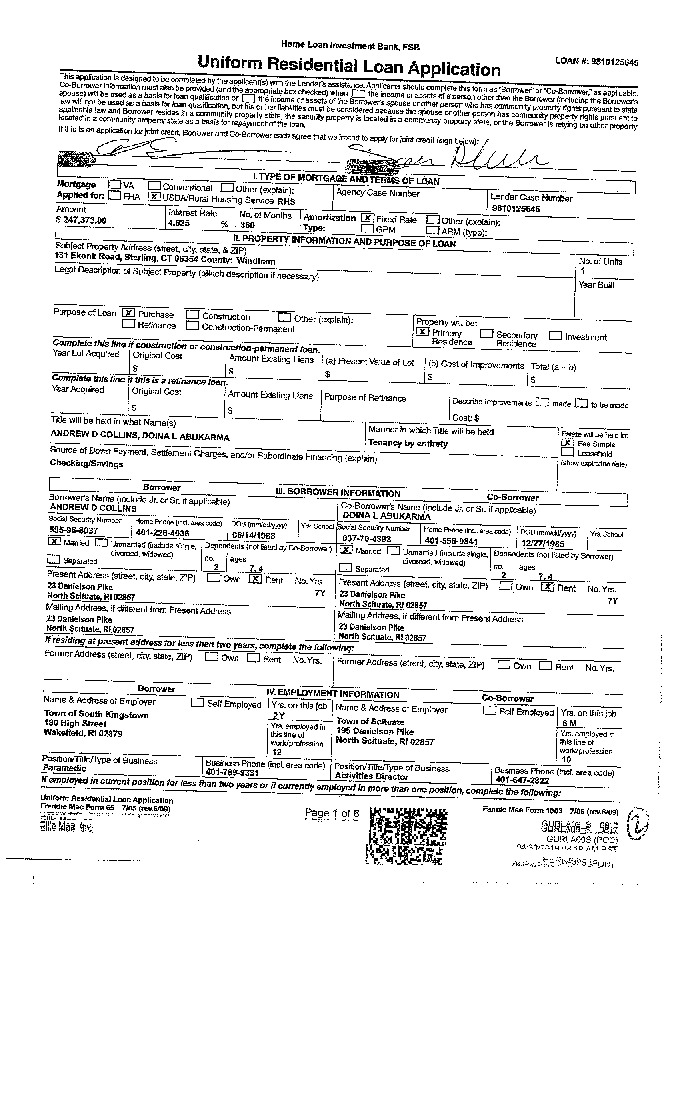 Home Loan Investment Bank, FSB.
LOAN #: 9810125645
Uniform Residential Loan Application
This application is designed to be completed by the applicant(s) with the Lender's assistance. Applicants should complete this form as "Borrower" or "Co-Borrower," as applicable.
Co-Borrower information must also be provided (and the appropriate box checked) when the income or assets of a person other than the Borrower (including the Borrower's
spouse) will be used as a basis for loan qualification or the income or assets of the Borrower's spouse or other person who has community property rights pursuant to state
law will not be used as a basis for loan qualification, but his or her liabilities must be considered because the spouse or other person has community property rights pursuant to
applicable law and Borrower resides in a community property state, the security property is located in a community property state, or the Borrower is relying on other property
located in a community property state as a basis for repayment of the loan.
If this is an application for joint credit, Borrower and Co-Borrower each agree that we intend to apply for joint credit (sign below):
I. TYPE OF MORTGAGE AND TERMS OF LOAN
Mortgage VA Conventional Other (explain): Agency Case Number Lender Case Number
Applied for: FHA X USDA/Rural Housing Service RHS 9810125645
Amount Interest Rate No. of Months Amortization X Fixed Rate Other (explain):
$ 247,373.00 4.625 % 360 Type: GPM ARM (type):
II. PROPERTY INFORMATION AND PURPOSE OF LOAN
Subject Property Address (street, city, state, & ZIP) No. of Units
131 Ekonk Road, Sterling, CT 06354 County: Windham 1
Legal Description of Subject Property (attach description if necessary) Year Built
Purpose of Loan X Purchase Construction Other (explain): Property will be:
Refinance Construction-Permanent X Primary Residence Secondary Residence Investment
Complete this line if construction or construction-permanent loan.
Year Lot Acquired Original Cost Amount Existing Liens (a) Present Value of Lot (b) Cost of Improvements Total (a + b)
$ $ $ $ $
Complete this line if this is a refinance loan.
Year Acquired Original Cost Amount Existing Liens Purpose of Refinance Describe Improvements made to be made
$ $ Cost: $
Title will be held in what Name(s) Manner in which Title will be held Estate will be held in:
ANDREW D COLLINS, DOINA L ABUKARMA Tenancy by entirety X Fee Simple
Source of Down Payment, Settlement Charges, and/or Subordinate Financing (explain) Leasehold
Checking/Savings (show expiration date)
Borrower III. BORROWER INFORMATION Co-Borrower
Borrower's Name (include Jr. or Sr. if applicable) Co-Borrower's Name (include Jr. or Sr. if applicable)
ANDREW D COLLINS DOINA L ABUKARMA
Social Security Number Home Phone (incl. area code) DOB (mm/dd/yyyy) Yrs. School Social Security Number Home Phone (incl. area code) DOB (mm/dd/yyyy) Yrs. School
12/27/1985
X Married Unmarried (include single, divorced, widowed) Dependents (not listed by Co-Borrower) X Married Unmarried (include single, divorced, widowed) Dependents (not listed by Borrower)
Separated no. 2 ages 7, 4 Separated no. 2 ages 7, 4
Present Address (street, city, state, ZIP) Own X Rent No. Yrs. Present Address (street, city, state, ZIP) Own X Rent No. Yrs.
23 Danielson Pike 7Y 23 Danielson Pike 7Y
North Scituate, RI 02857 North Scituate, RI 02857
Mailing Address, if different from Present Address Mailing Address, if different from Present Address
23 Danielson Pike 23 Danielson Pike
North Scituate, RI 02857 North Scituate, RI 02857
If residing at present address for less than two years, complete the following:
Former Address (street, city, state, ZIP) Own Rent No. Yrs. Former Address (street, city, state, ZIP) Own Rent No. Yrs.
Borrower IV. EMPLOYMENT INFORMATION Co-Borrower
Name & Address of Employer Self Employed Yrs. on this job Name & Address of Employer Self Employed Yrs. on this job
Town of South Kingstown 2Y Town of Scituate 6 M
180 High Street Yrs. employed in this line of work/profession 195 Danielson Pike Yrs. employed in this line of work/profession
Wakefield, RI 02879 12 North Scituate, RI 02857 10
Position/Title/Type of Business Business Phone (incl. area code) Position/Title/Type of Business Business Phone (incl. area code)
Paramedic 401-789-3331 Activities Director 401-647-2822
If employed in current position for less than two years or if currently employed in more than one position, complete the following:
Uniform Residential Loan Application
Freddie Mac Form 65 7/05 (rev.6/09) Page 1 of 6 Fannie Mae Form 1003 7/05 (rev.6/09)
Ellie Mae, Inc.
GURLA09S (POD)